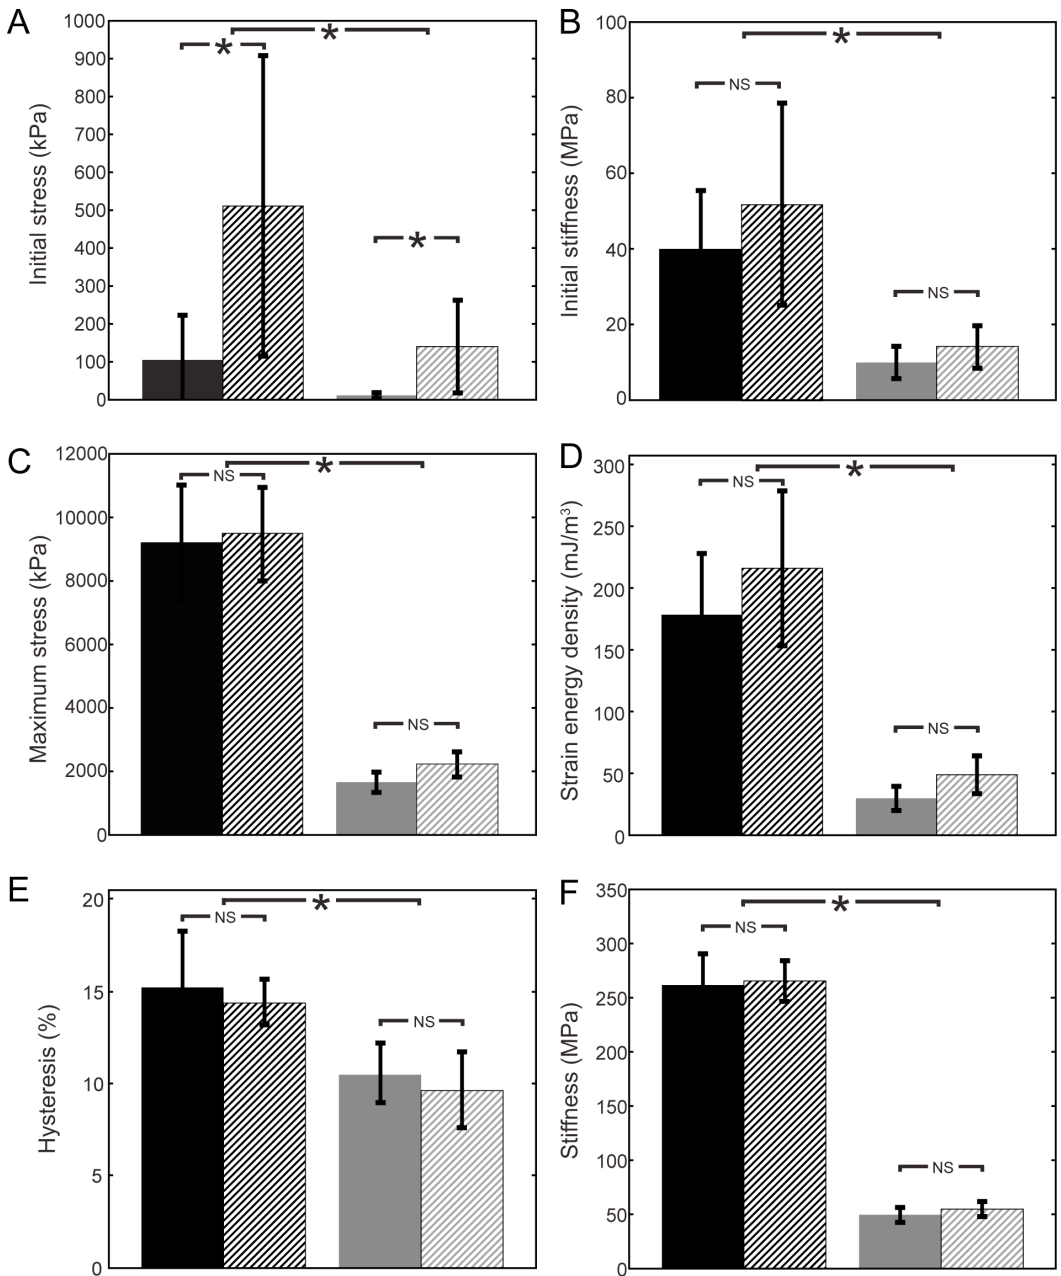 A
Initial stress (kPa)
1000
900
800
700
600
500
400
300
200
100
0
*
*
*
B
Initial stiffness (MPa)
100
80
60
40
20
0
*
NS
NS
C
Maximum stress (kPa)
12000
10000
8000
6000
4000
2000
0
*
NS
NS
D
Strain energy density (mJ/m³)
300
250
200
150
100
50
0
*
NS
NS
E
Hysteresis (%)
20
15
10
5
0
*
NS
NS
F
Stiffness (MPa)
350
300
250
200
150
100
50
0
*
NS
NS